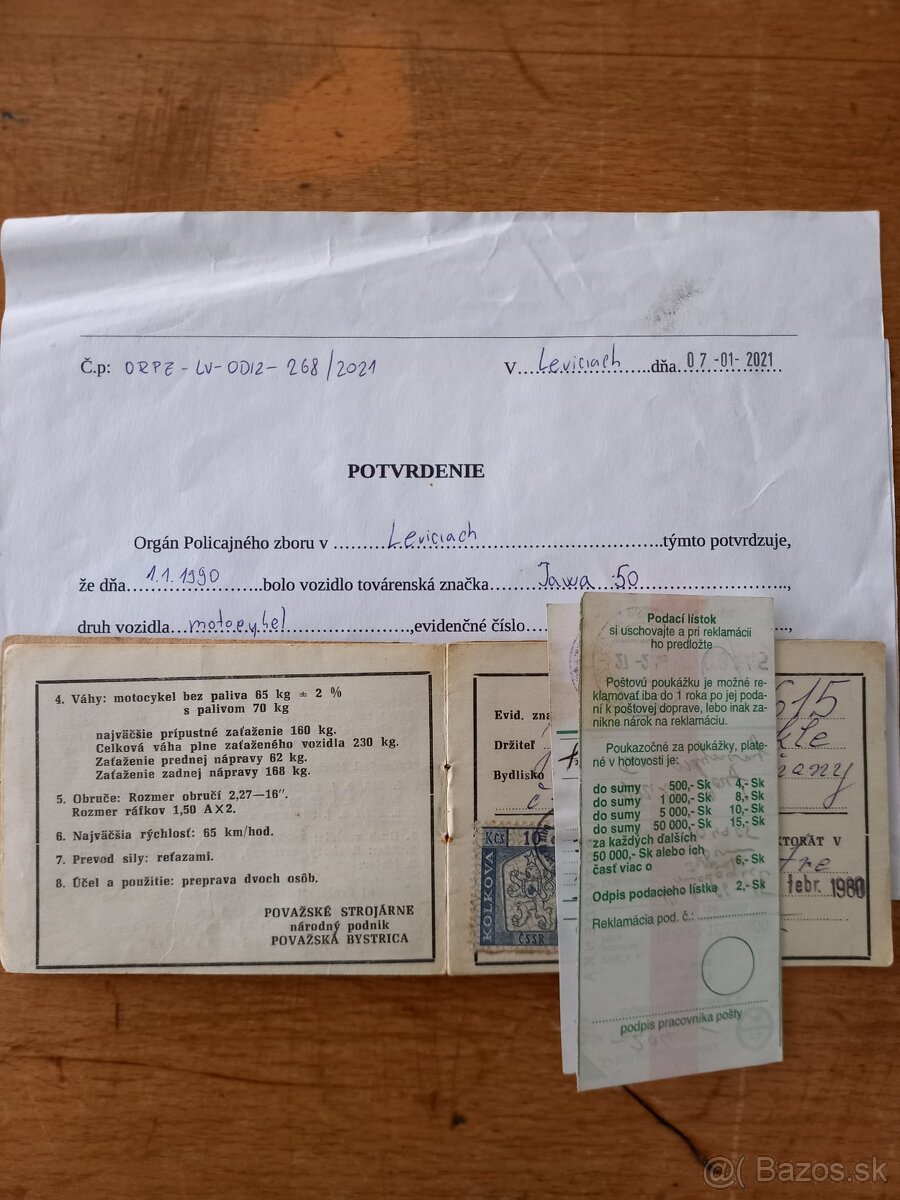 Č.p: ORPZ - LV - ODI2 - 268/2021
V Leviciach dňa 07 -01- 2021
POTVRDENIE
Orgán Policajného zboru v Leviciach týmto potvrdzuje,
že dňa 1.1.1990 bolo vozidlo továrenská značka Jawa 50,
druh vozidla motocykel, evidenčné číslo
4. Váhy: motocykel bez paliva 65 kg ± 2 %
s palivom 70 kg
najväčšie prípustné zaťaženie 160 kg.
Celková váha plne zaťaženého vozidla 230 kg.
Zaťaženie prednej nápravy 62 kg.
Zaťaženie zadnej nápravy 168 kg.
5. Obruče: Rozmer obručí 2,27—16".
Rozmer ráfkov 1,50 A×2.
6. Najväčšia rýchlosť: 65 km/hod.
7. Prevod sily: reťazami.
8. Účel a použitie: preprava dvoch osôb.
POVAŽSKÉ STROJÁRNE
národný podnik
POVAŽSKÁ BYSTRICA
Evid. zna
615
Držiteľ
Bydlisko
any
KTORÁT V
tre
febr. 1980
Kčs 10
KOLKOVÁ
ČSSR
Podací lístok
si uschovajte a pri reklamácii
ho predložte
Poštovú poukážku je možné re-
klamovať iba do 1 roka po jej poda-
ní k poštovej doprave, lebo inak za-
nikne nárok na reklamáciu.
Poukazočné za poukážky, plate-
né v hotovosti je:
do sumy 500,- Sk 4,- Sk
do sumy 1 000,- Sk 8,- Sk
do sumy 5 000,- Sk 10,- Sk
do sumy 50 000,- Sk 15,- Sk
za každých ďalších
50 000,- Sk alebo ich
časť viac o 6,- Sk
Odpis podacieho lístka 2,- Sk
Reklamácia pod. č.:
podpis pracovníka pošty
@ Bazos.sk